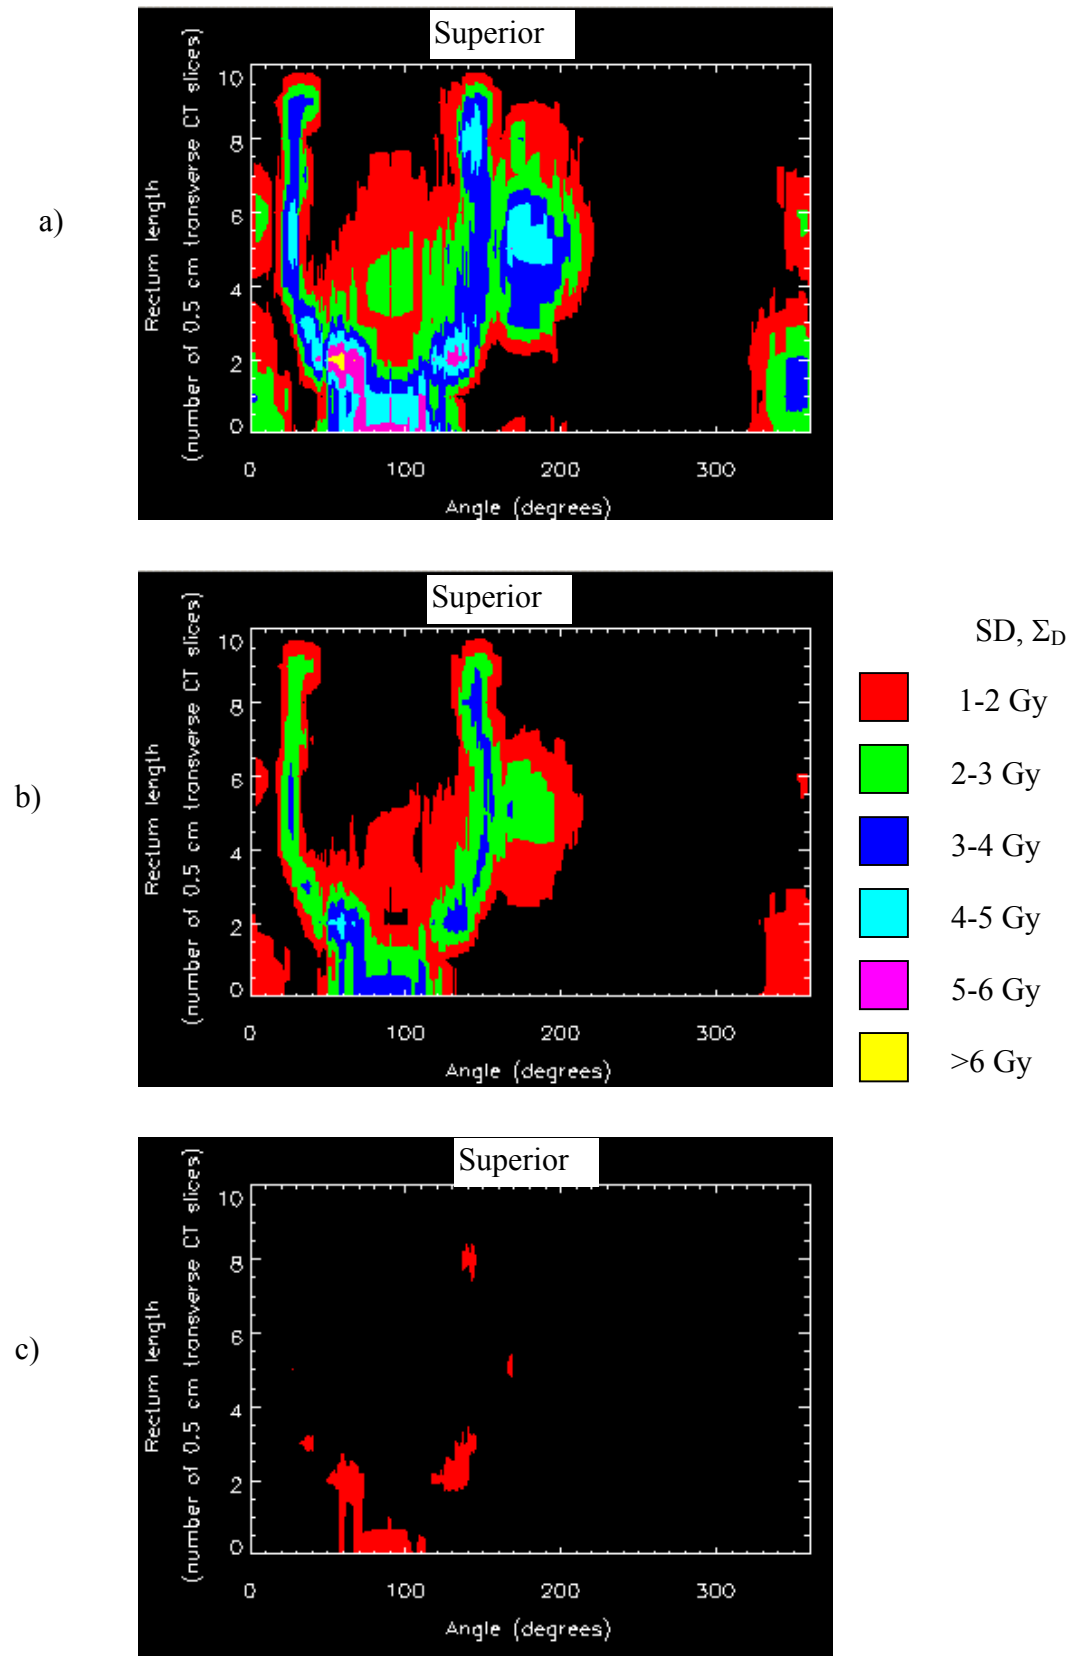 a)
Superior
Rectum length
(number of 0.5 cm transverse CT slices)
10
8
6
4
2
0
0 100 200 300
Angle (degrees)
b)
Superior
Rectum length
(number of 0.5 cm transverse CT slices)
10
8
6
4
2
0
0 100 200 300
Angle (degrees)
SD, Σ_D
1-2 Gy
2-3 Gy
3-4 Gy
4-5 Gy
5-6 Gy
>6 Gy
c)
Superior
Rectum length
(number of 0.5 cm transverse CT slices)
10
8
6
4
2
0
0 100 200 300
Angle (degrees)